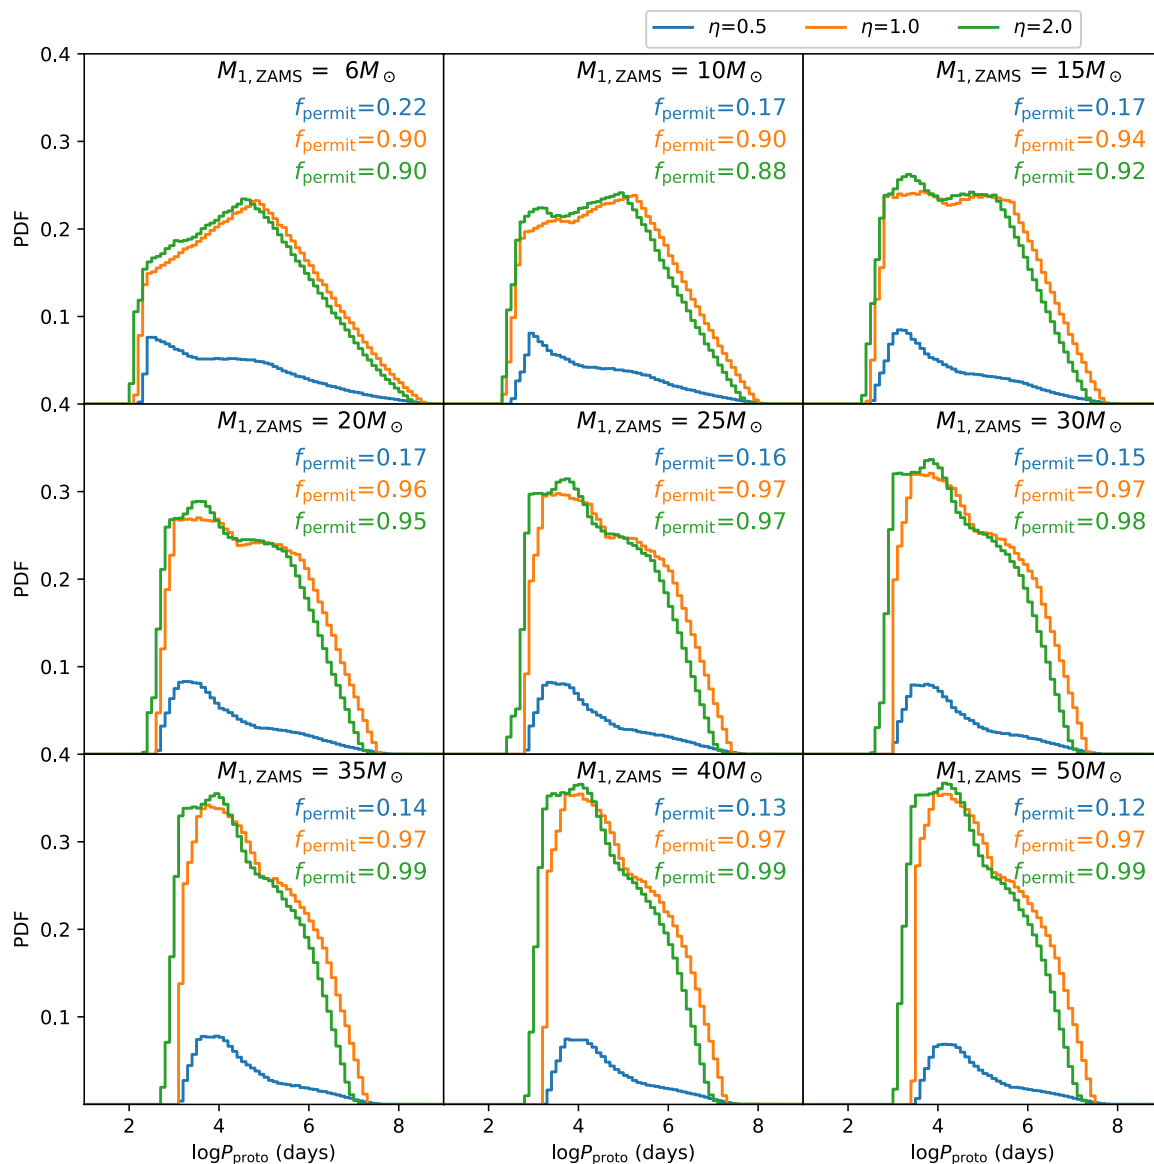 η=0.5 η=1.0 η=2.0
0.4
M1, ZAMS = 6M⊙ M1, ZAMS = 10M⊙ M1, ZAMS = 15M⊙
fpermit=0.22 fpermit=0.17 fpermit=0.17
0.3
fpermit=0.90 fpermit=0.90 fpermit=0.94
fpermit=0.90 fpermit=0.88 fpermit=0.92
PDF
0.2
0.1
0.4
M1, ZAMS = 20M⊙ M1, ZAMS = 25M⊙ M1, ZAMS = 30M⊙
fpermit=0.17 fpermit=0.16 fpermit=0.15
0.3
fpermit=0.96 fpermit=0.97 fpermit=0.97
fpermit=0.95 fpermit=0.97 fpermit=0.98
PDF
0.2
0.1
0.4
M1, ZAMS = 35M⊙ M1, ZAMS = 40M⊙ M1, ZAMS = 50M⊙
fpermit=0.14 fpermit=0.13 fpermit=0.12
0.3
fpermit=0.97 fpermit=0.97 fpermit=0.97
fpermit=0.99 fpermit=0.99 fpermit=0.99
PDF
0.2
0.1
2 4 6 8 2 4 6 8 2 4 6 8
logPproto (days) logPproto (days) logPproto (days)